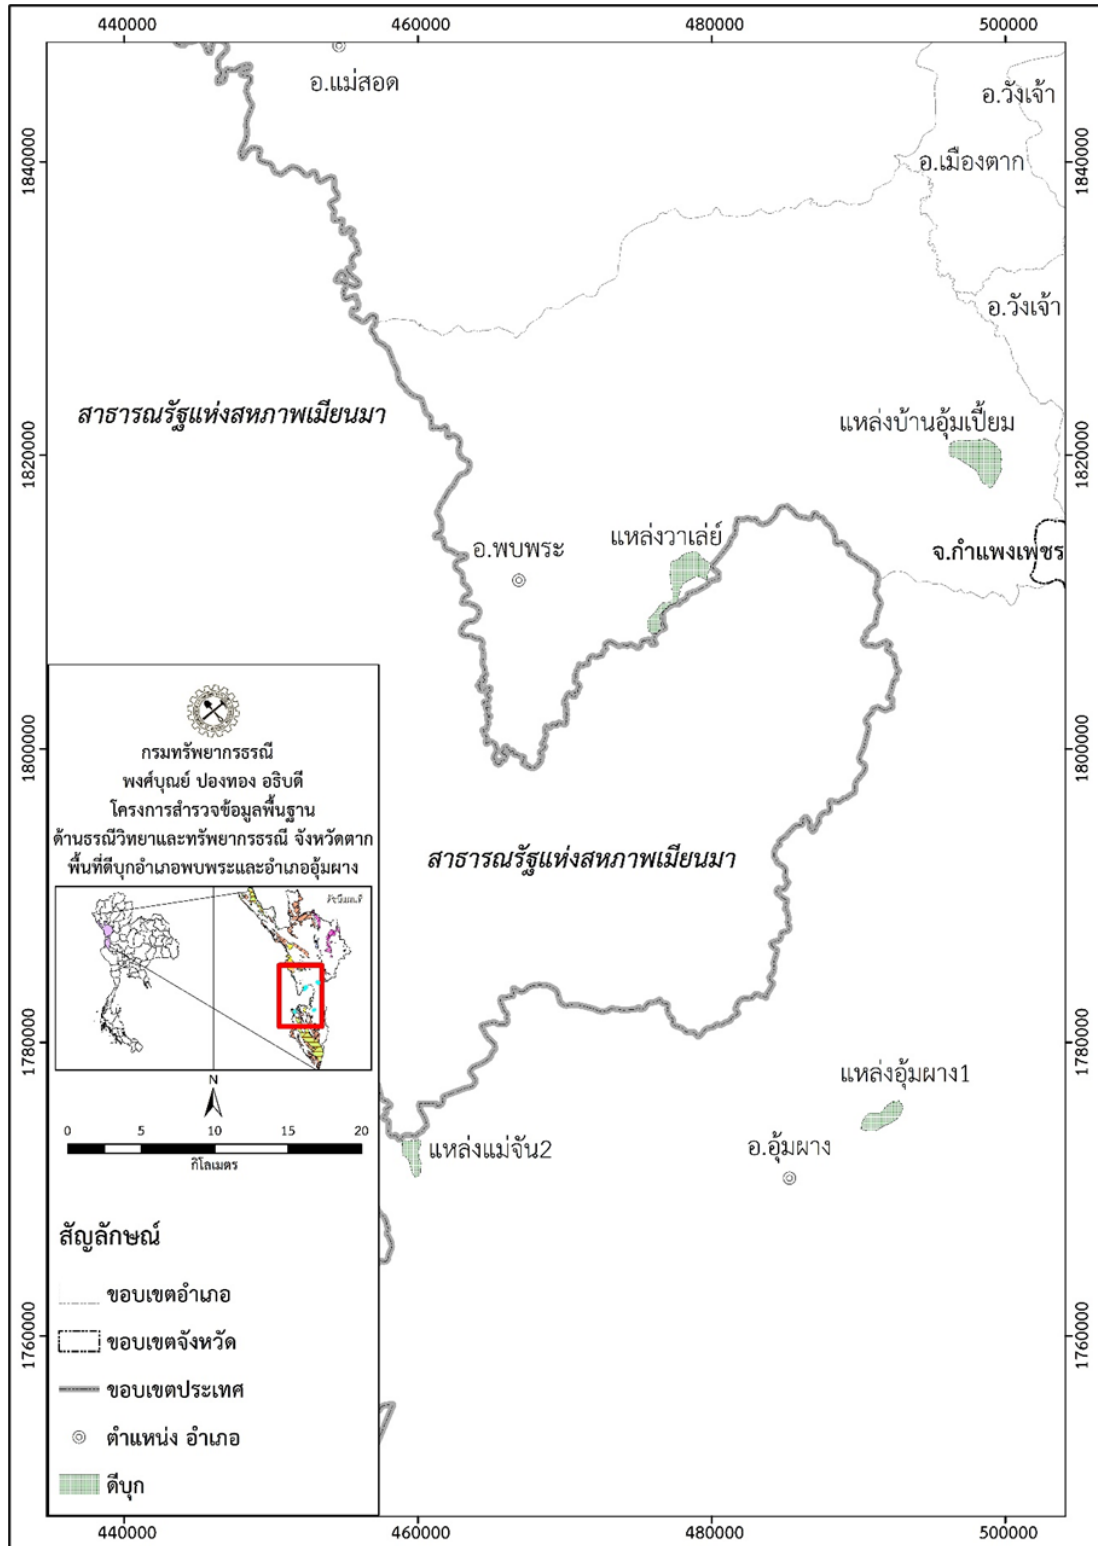 440000
460000
480000
500000
อ.แม่สอด
อ.วังเจ้า
1840000
อ.เมืองตาก
1840000
อ.วังเจ้า
สาธารณรัฐแห่งสหภาพเมียนมา
แหล่งบ้านอุ้มเปี้ยม
1820000
1820000
แหล่งวาเล่ย์
อ.พบพระ
จ.กำแพงเพชร
1800000
1800000
กรมทรัพยากรธรณี
พงศ์บุณย์ ปองทอง อธิบดี
โครงการสำรวจข้อมูลพื้นฐาน
ด้านธรณีวิทยาและทรัพยากรธรณี จังหวัดตาก
พื้นที่ดีบุกอำเภอพบพระและอำเภออุ้มผาง
สาธารณรัฐแห่งสหภาพเมียนมา
1780000
1780000
แหล่งอุ้มผาง1
N
0
5
10
15
20
กิโลเมตร
แหล่งแม่จัน2
อ.อุ้มผาง
สัญลักษณ์
ขอบเขตอำเภอ
ขอบเขตจังหวัด
1760000
1760000
ขอบเขตประเทศ
ตำแหน่ง อำเภอ
ดีบุก
440000
460000
480000
500000